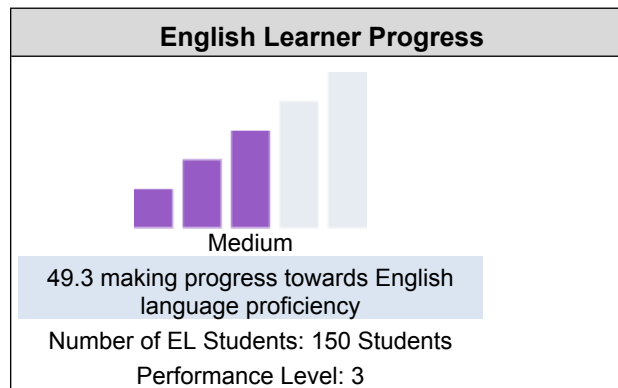 English Learner Progress
Medium
49.3 making progress towards English
language proficiency
Number of EL Students: 150 Students
Performance Level: 3